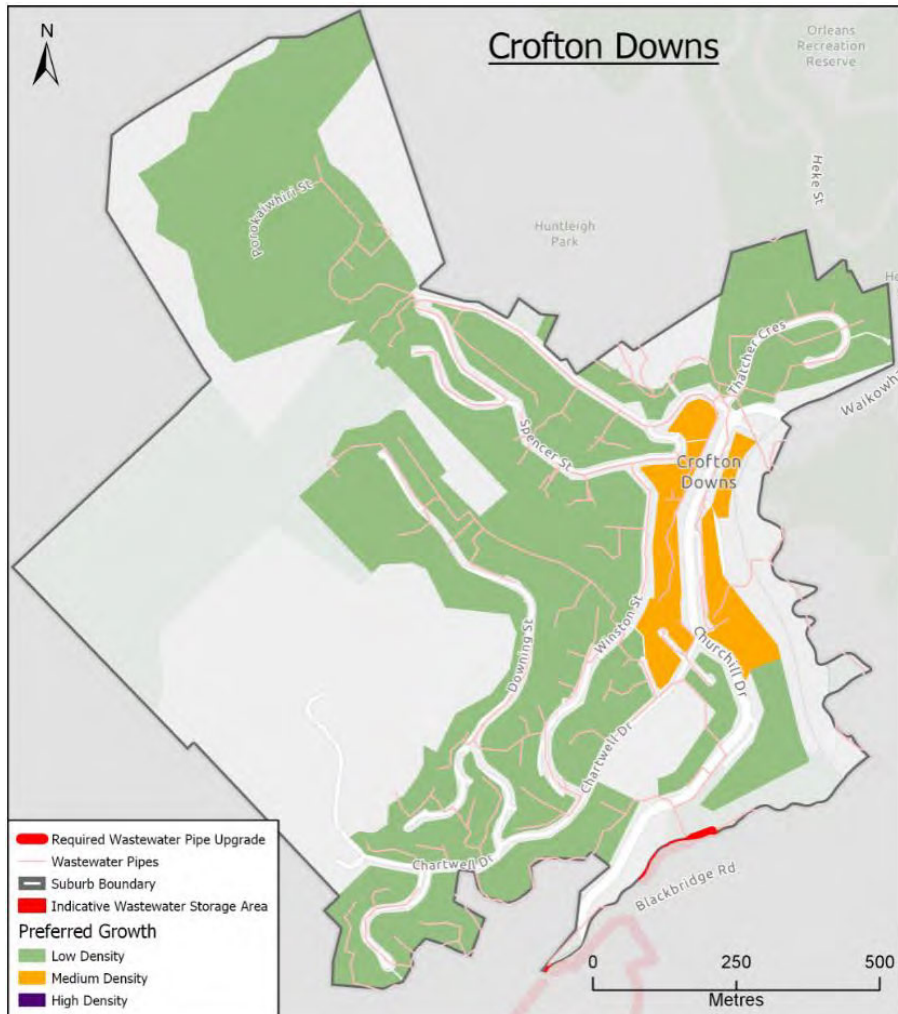 Crofton Downs
N
Orleans
Recreation
Reserve
Heke St
Huntleigh
Park
Porokaiwhiri St
Thatcher Cres
Spencer St
Crofton
Downs
Winston St
Downing St
Churchill Dr
Chartwell Dr
Chartwell Dr
Blackbridge Rd
Required Wastewater Pipe Upgrade
Wastewater Pipes
Suburb Boundary
Indicative Wastewater Storage Area
Preferred Growth
Low Density
Medium Density
High Density
0 250 500
Metres